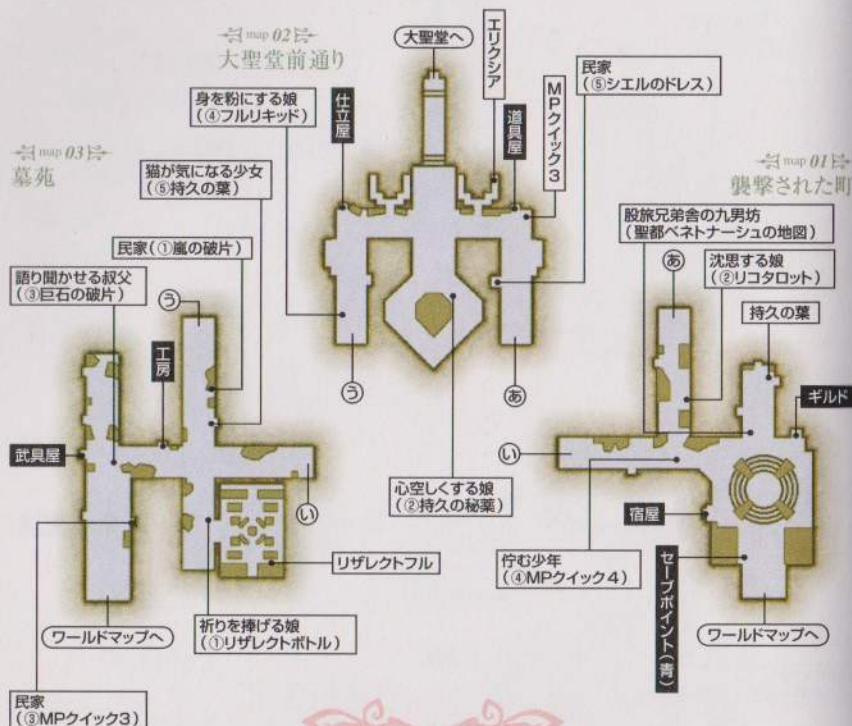 map 02
大聖堂前通り
大聖堂へ
エリクシア
民家
(⑤シエルのドレス)
身を粉にする娘
(④フルリキッド)
仕立屋
道具屋
MPクイック3
map 03
墓苑
猫が気になる少女
(⑤持久の葉)
民家(①嵐の破片)
語り聞かせる叔父
(③巨石の破片)
う
工房
武具屋
い
リザレクトフル
ワールドマップへ
祈りを捧げる娘
(①リザレクトボトル)
民家
(③MPクイック3)
う
あ
心空しくする娘
(②持久の秘薬)
map 01
襲撃された町
股旅兄弟舎の九男坊
(聖都ベネトナーシュの地図)
沈思する娘
(②リコタロット)
あ
持久の葉
ギルド
い
宿屋
佇む少年
(④MPクイック4)
セーブポイント(青)
ワールドマップへ